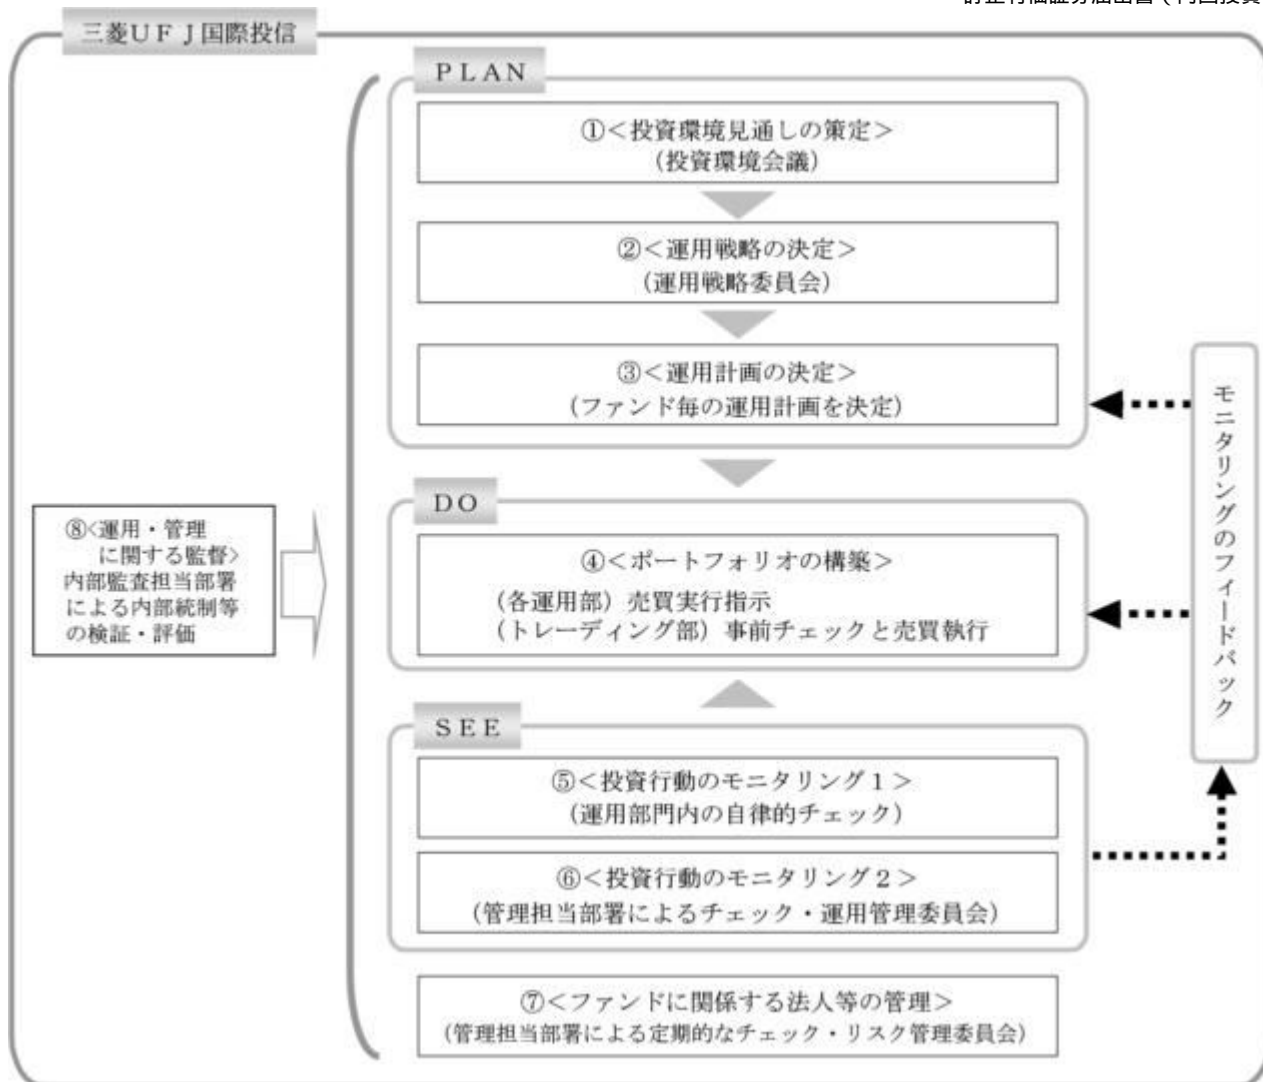 三菱ＵＦＪ国際投信
ＰＬＡＮ
①＜投資環境見通しの策定＞
（投資環境会議）
②＜運用戦略の決定＞
（運用戦略委員会）
③＜運用計画の決定＞
（ファンド毎の運用計画を決定）
ＤＯ
④＜ポートフォリオの構築＞
（各運用部）売買実行指示
（トレーディング部）事前チェックと売買執行
ＳＥＥ
⑤＜投資行動のモニタリング１＞
（運用部門内の自律的チェック）
⑥＜投資行動のモニタリング２＞
（管理担当部署によるチェック・運用管理委員会）
⑦＜ファンドに関係する法人等の管理＞
（管理担当部署による定期的なチェック・リスク管理委員会）
⑧＜運用・管理
に関する監督＞
内部監査担当部署
による内部統制等
の検証・評価
モニタリングのフィードバック